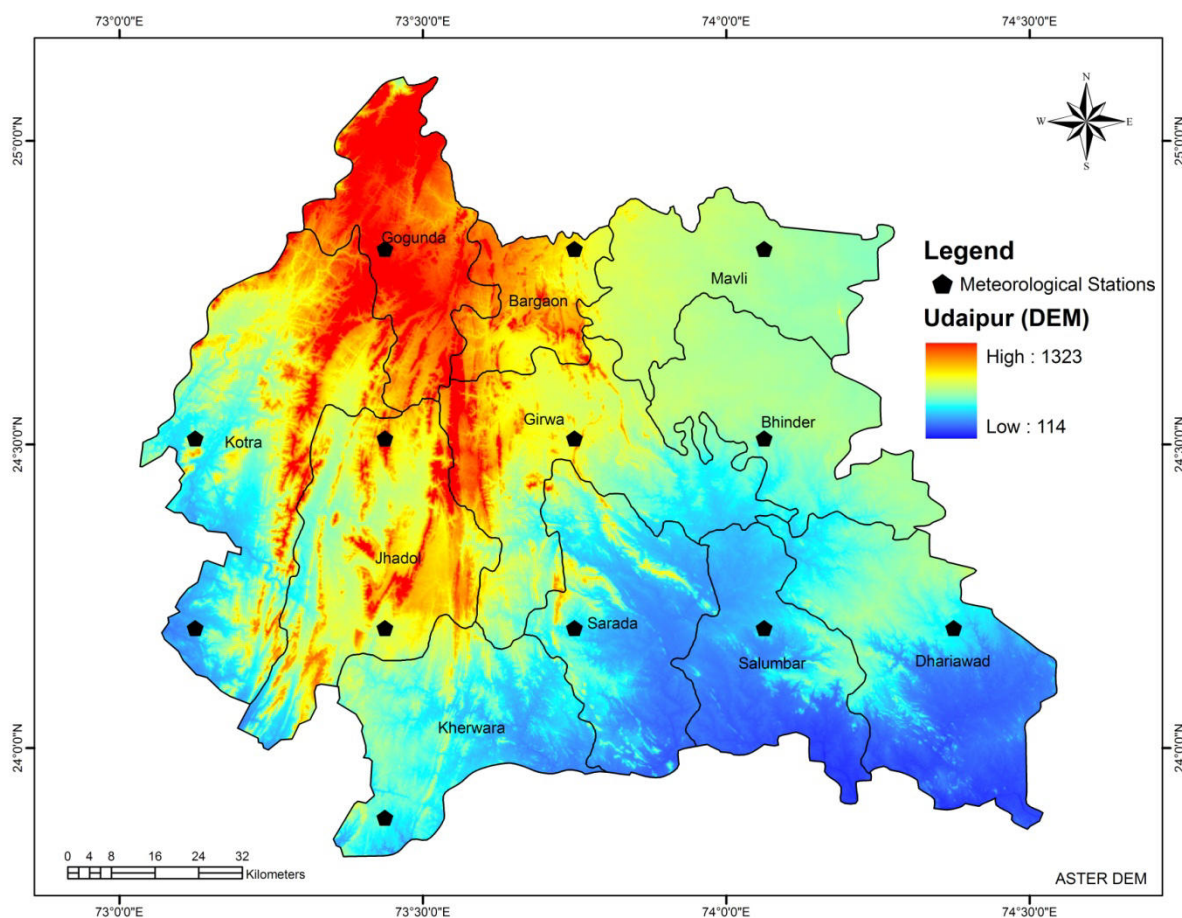 73°0'0"E 73°30'0"E 74°0'0"E 74°30'0"E
25°0'0"N
25°0'0"N
24°30'0"N
24°30'0"N
24°0'0"N
24°0'0"N
N
W E
S
Gogunda
Bargaon
Mavli
Legend
Meteorological Stations
Udaipur (DEM)
High : 1323
Low : 114
Kotra
Girwa
Bhinder
Jhadol
Sarada
Salumbar
Dhariawad
Kherwara
0 4 8 16 24 32
Kilometers
ASTER DEM
73°0'0"E 73°30'0"E 74°0'0"E 74°30'0"E